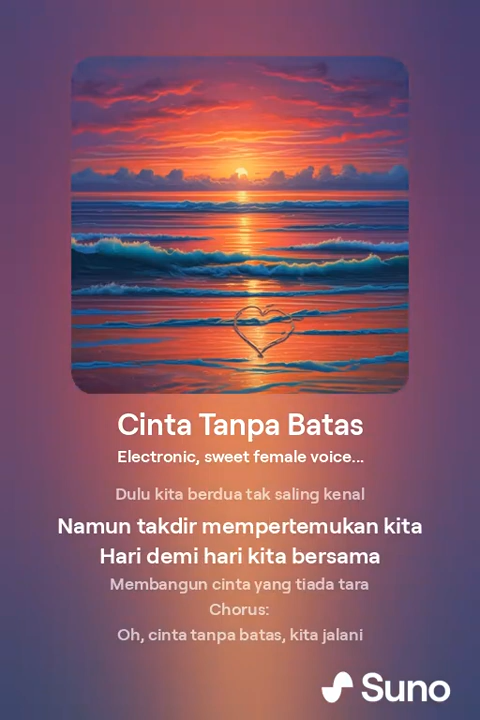 Cinta Tanpa Batas
Electronic, sweet female voice...
Dulu kita berdua tak saling kenal
Namun takdir mempertemukan kita
Hari demi hari kita bersama
Membangun cinta yang tiada tara
Chorus:
Oh, cinta tanpa batas, kita jalani
Suno